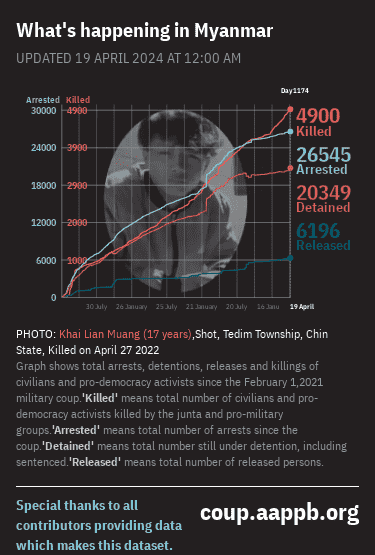 What's happening in Myanmar
UPDATED 19 APRIL 2024 AT 12:00 AM
Day1174
Arrested Killed
30000 4900
4900
Killed
26545
Arrested
24000 3900
20349
Detained
18000 2900
6196
Released
12000 2000
6000 1000
0
30 July 26 January 25 July 21 January 20 July 16 Janu 19 April
PHOTO: Khai Lian Muang (17 years),Shot, Tedim Township, Chin
State, Killed on April 27 2022
Graph shows total arrests, detentions, releases and killings of
civilians and pro-democracy activists since the February 1,2021
military coup.'Killed' means total number of civilians and pro-
democracy activists killed by the junta and pro-military
groups.'Arrested' means total number of arrests since the
coup.'Detained' means total number still under detention, including
sentenced.'Released' means total number of released persons.
Special thanks to all
contributors providing data
which makes this dataset.
coup.aappb.org